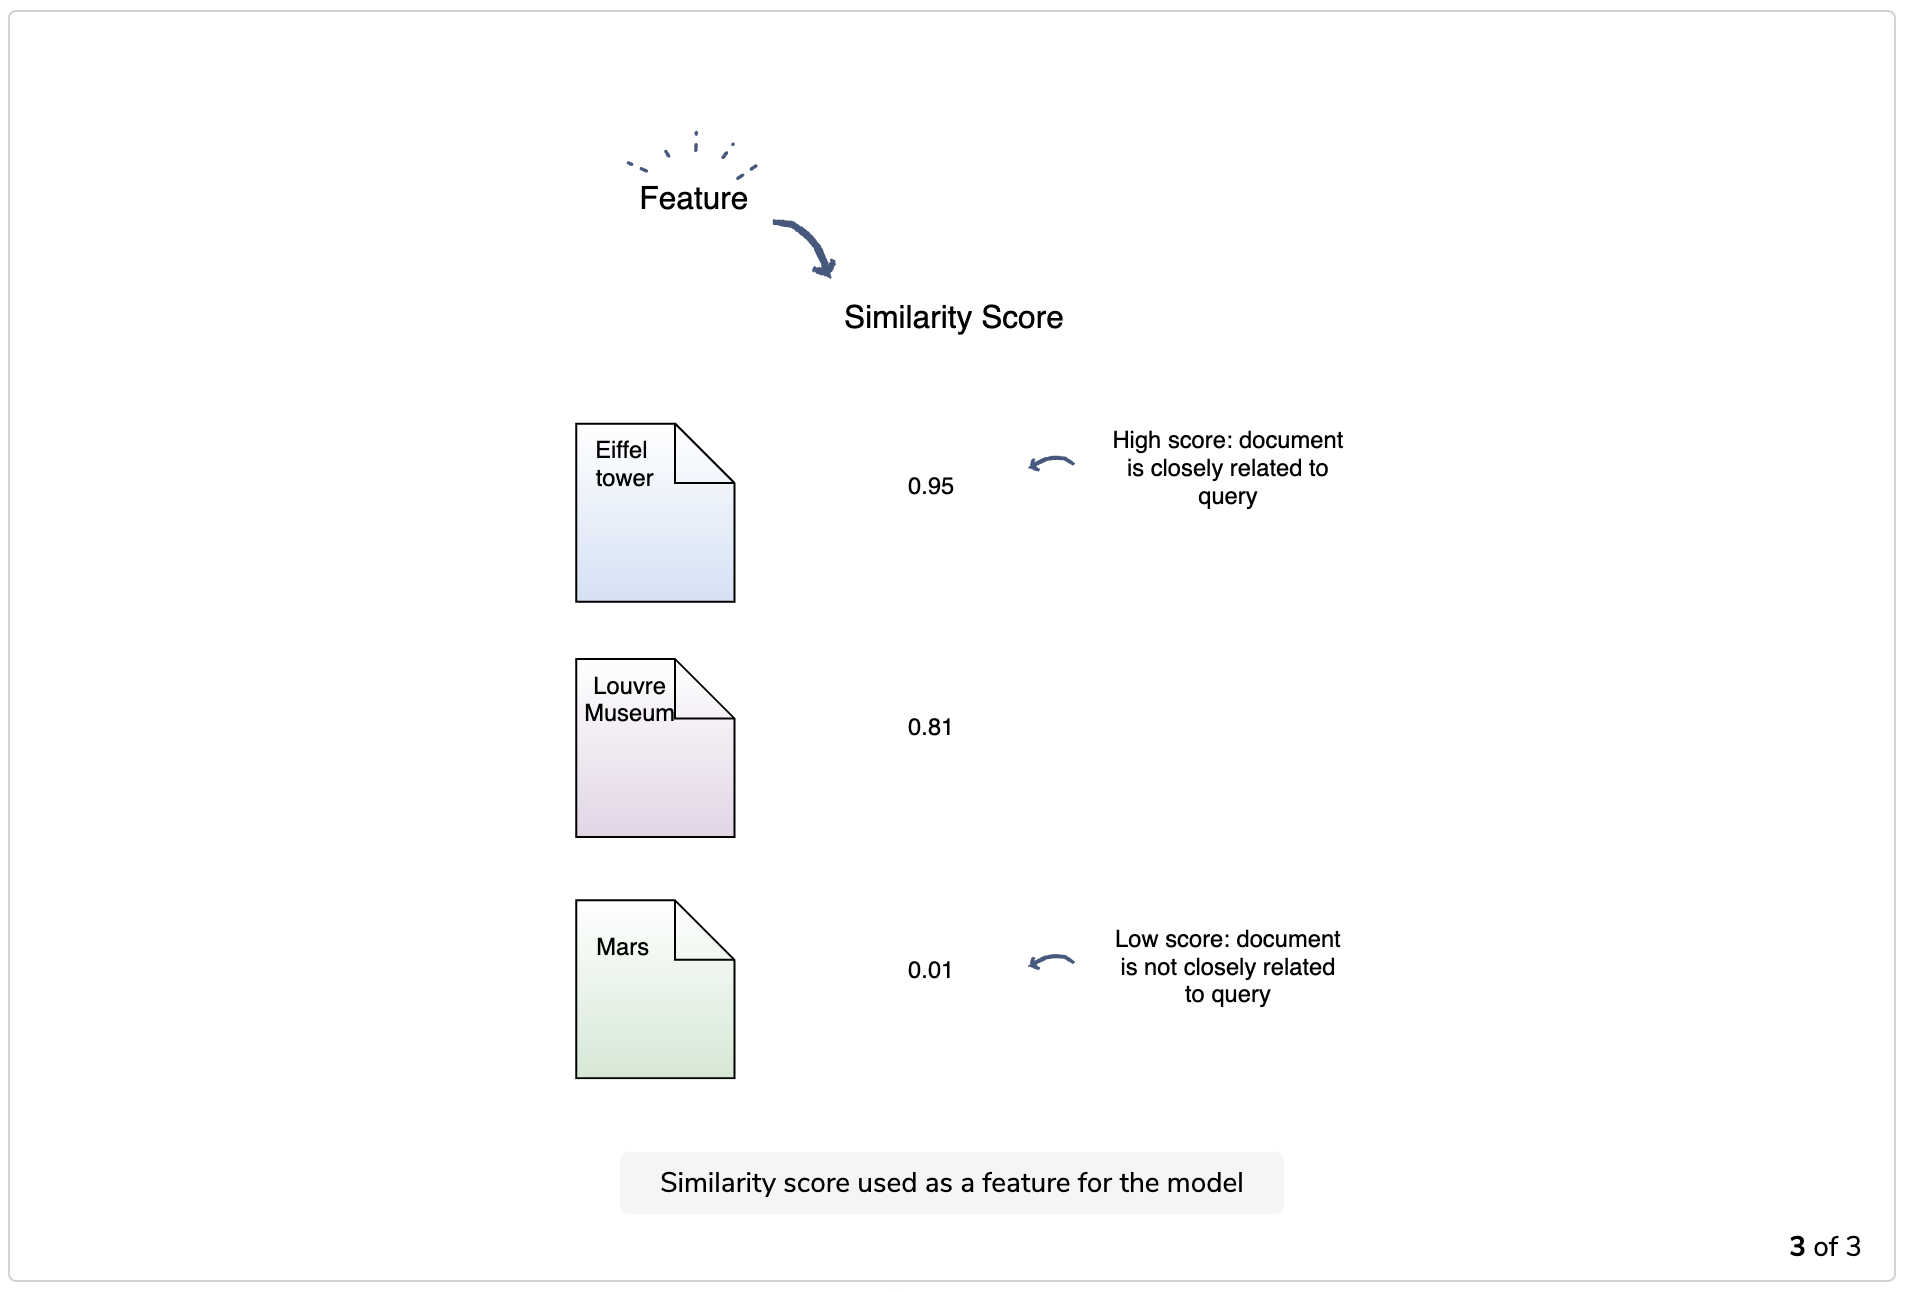 Feature
Similarity Score
Eiffel
tower
0.95
High score: document
is closely related to
query
Louvre
Museum
0.81
Mars
0.01
Low score: document
is not closely related
to query
Similarity score used as a feature for the model
3 of 3